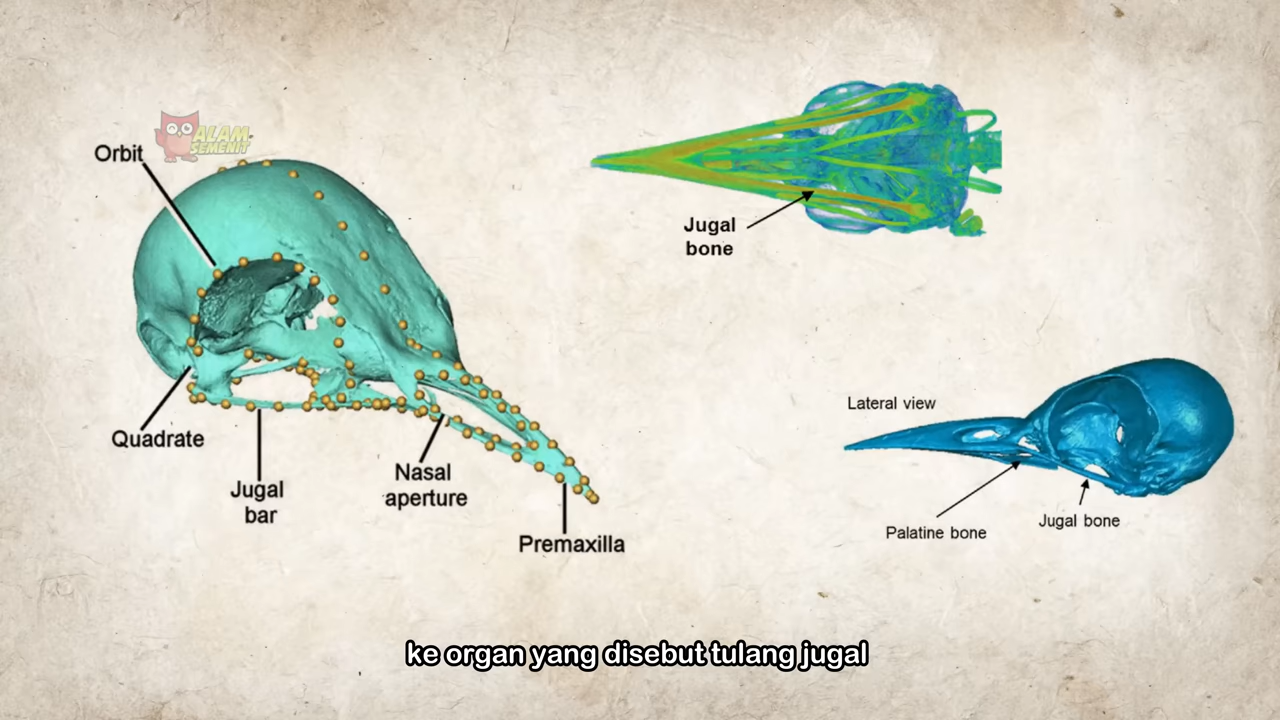 ALAM
SEMENIT
Orbit
Quadrate
Jugal
bar
Nasal
aperture
Premaxilla
Jugal
bone
Lateral view
Palatine bone
Jugal bone
ke organ yang disebut tulang jugal